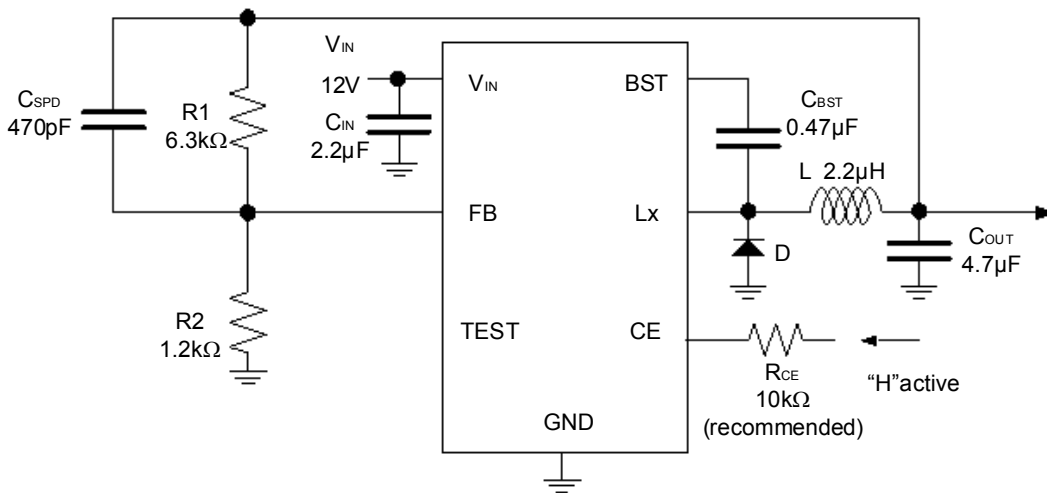 VIN
12V
CSPD
470pF
R1
6.3kΩ
CIN
2.2µF
VIN
BST
CBST
0.47µF
L 2.2µH
FB
Lx
D
COUT
4.7µF
R2
1.2kΩ
TEST
CE
RCE
10kΩ
(recommended)
“H”active
GND